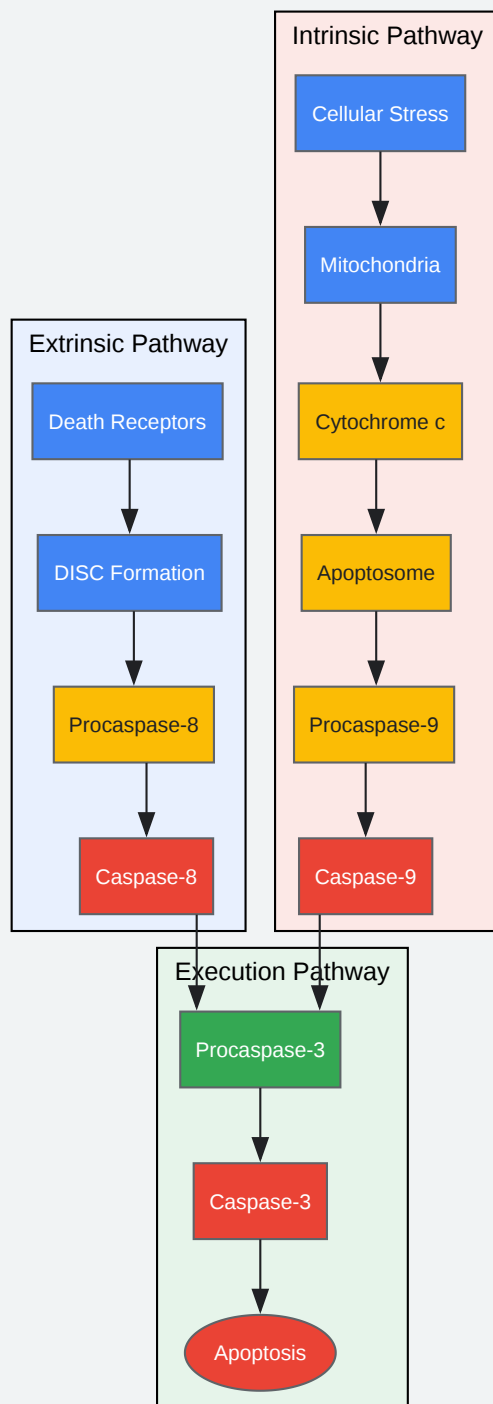 Intrinsic Pathway
Cellular Stress
Mitochondria
Cytochrome c
Apoptosome
Procaspase-9
Caspase-9
Extrinsic Pathway
Death Receptors
DISC Formation
Procaspase-8
Caspase-8
Execution Pathway
Procaspase-3
Caspase-3
Apoptosis